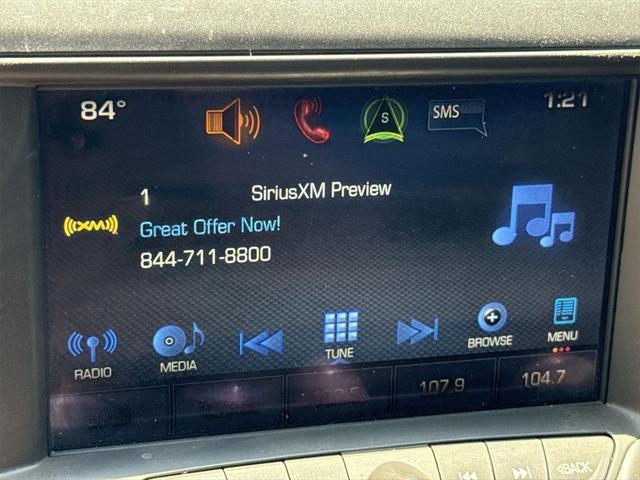 84°
SMS
1:21
1 SiriusXM Preview
((XM))
Great Offer Now!
844-711-8800
RADIO
MEDIA
TUNE
BROWSE
MENU
107.9
104.7
S
BACK